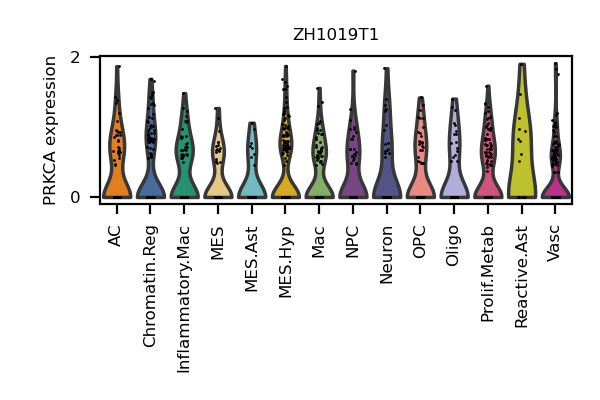 ZH1019T1
PRKCA expression
2
0
AC
Chromatin.Reg
Inflammatory.Mac
MES
MES.Ast
MES.Hyp
Mac
NPC
Neuron
OPC
Oligo
Prolif.Metab
Reactive.Ast
Vasc